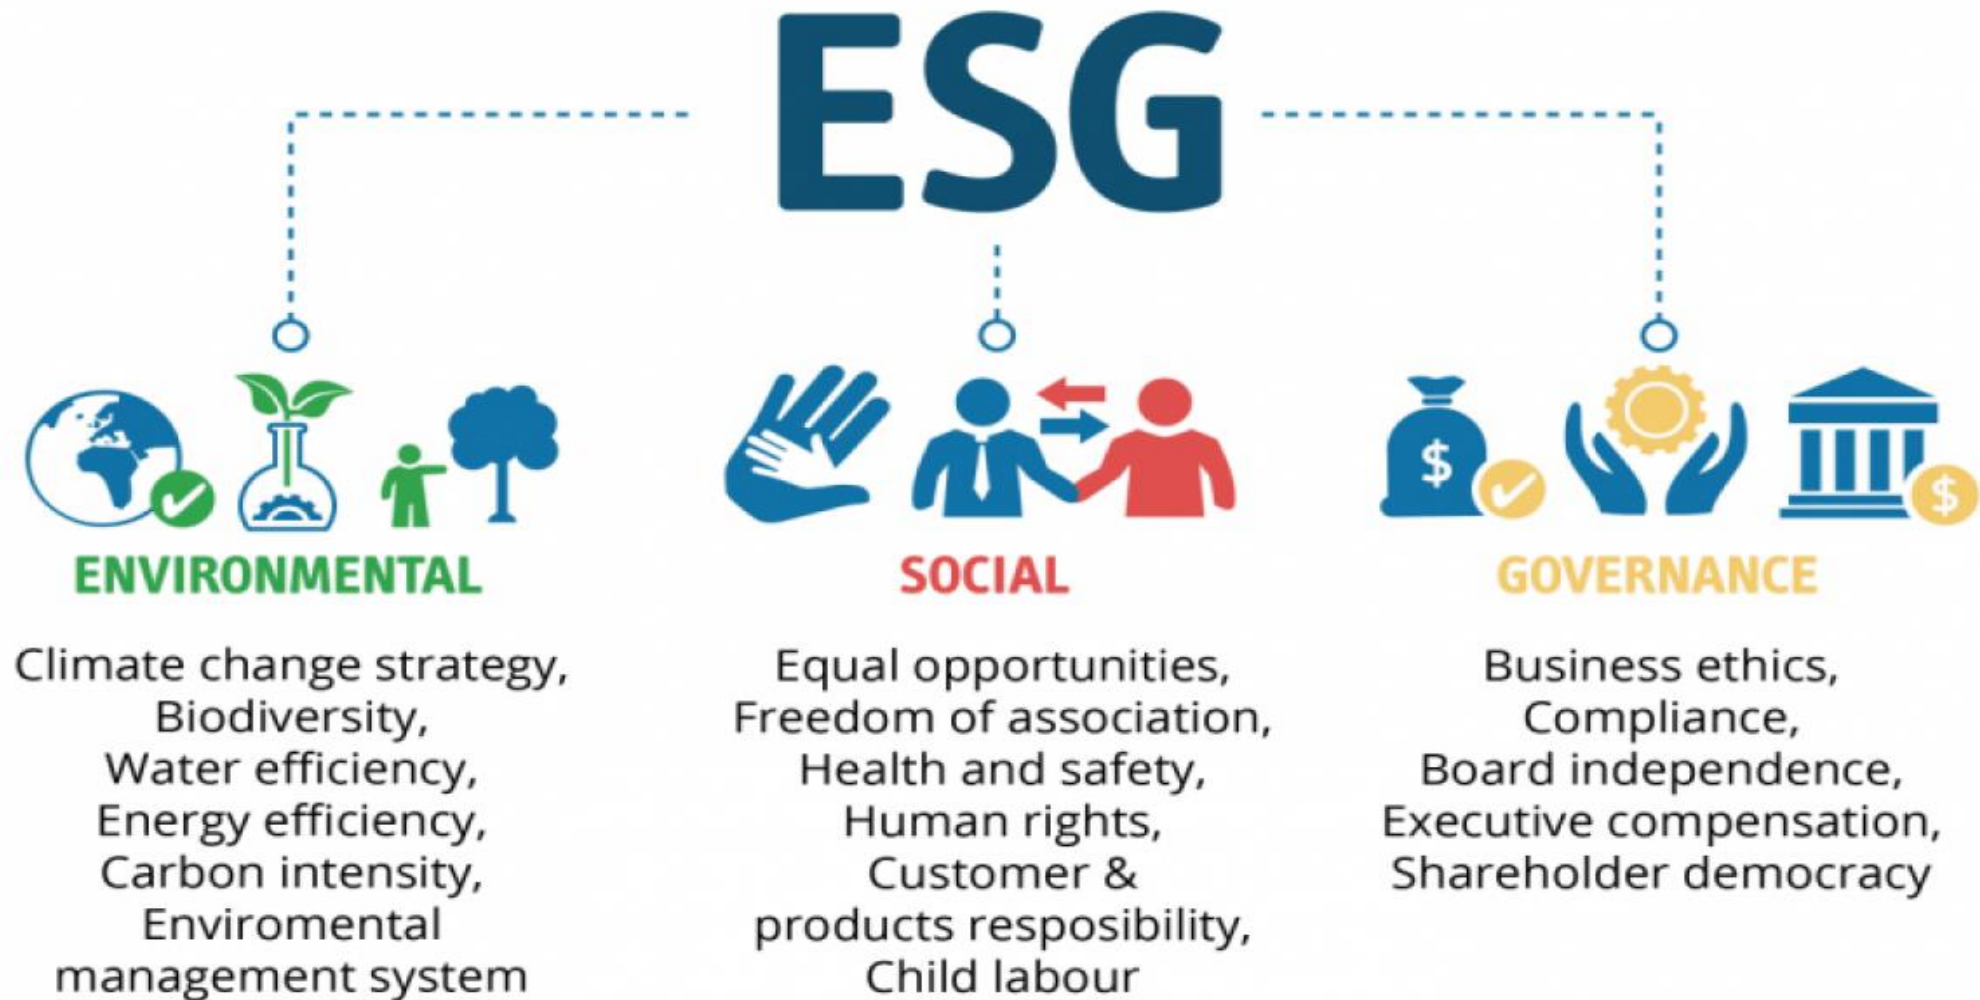 ESG
ENVIRONMENTAL
Climate change strategy,
Biodiversity,
Water efficiency,
Energy efficiency,
Carbon intensity,
Enviromental
management system
SOCIAL
Equal opportunities,
Freedom of association,
Health and safety,
Human rights,
Customer &
products resposibility,
Child labour
$
$
GOVERNANCE
Business ethics,
Compliance,
Board independence,
Executive compensation,
Shareholder democracy